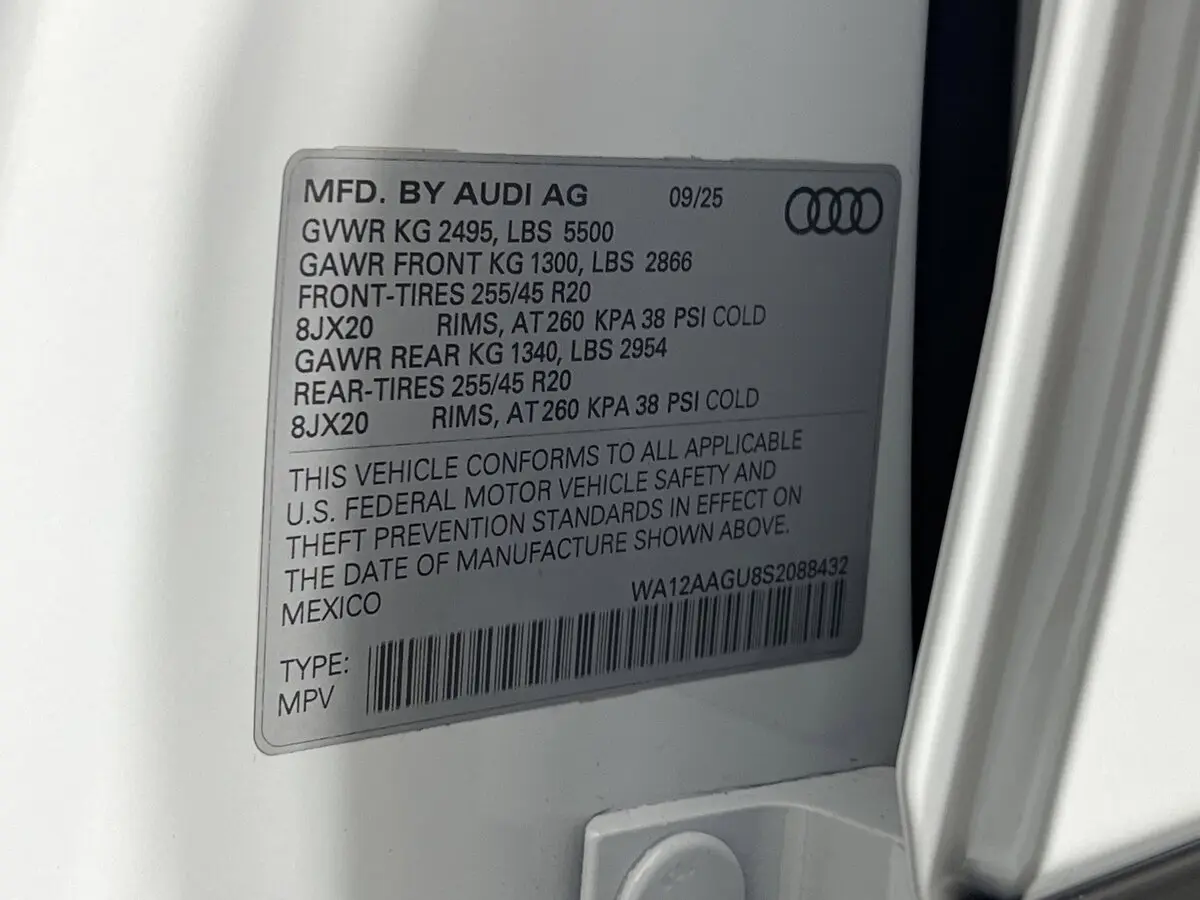 MFD. BY AUDI AG 09/25
GVWR KG 2495, LBS 5500
GAWR FRONT KG 1300, LBS 2866
FRONT-TIRES 255/45 R20
8JX20 RIMS, AT 260 KPA 38 PSI COLD
GAWR REAR KG 1340, LBS 2954
REAR-TIRES 255/45 R20
8JX20 RIMS, AT 260 KPA 38 PSI COLD
THIS VEHICLE CONFORMS TO ALL APPLICABLE
U.S. FEDERAL MOTOR VEHICLE SAFETY AND
THEFT PREVENTION STANDARDS IN EFFECT ON
THE DATE OF MANUFACTURE SHOWN ABOVE.
MEXICO WA12AAGU8S2088432
TYPE:
MPV